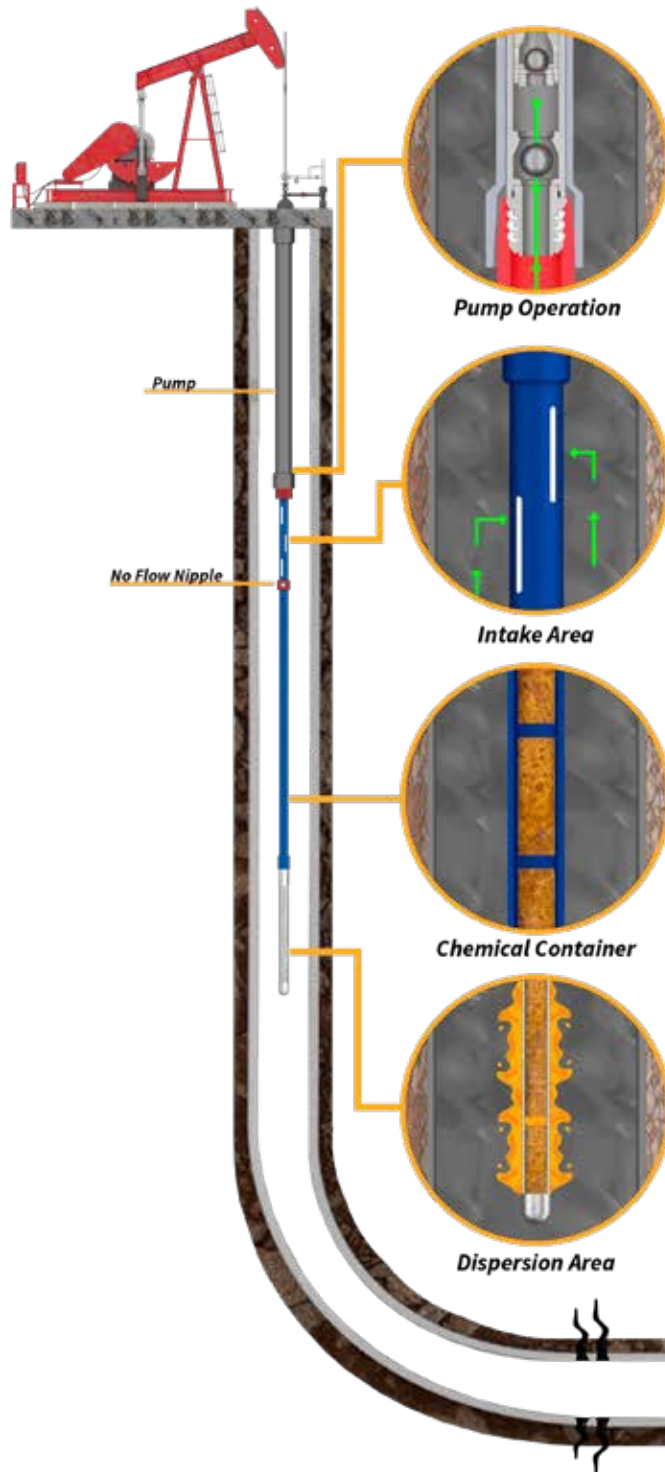 Pump Operation
Pump
Intake Area
No Flow Nipple
Chemical Container
Dispersion Area